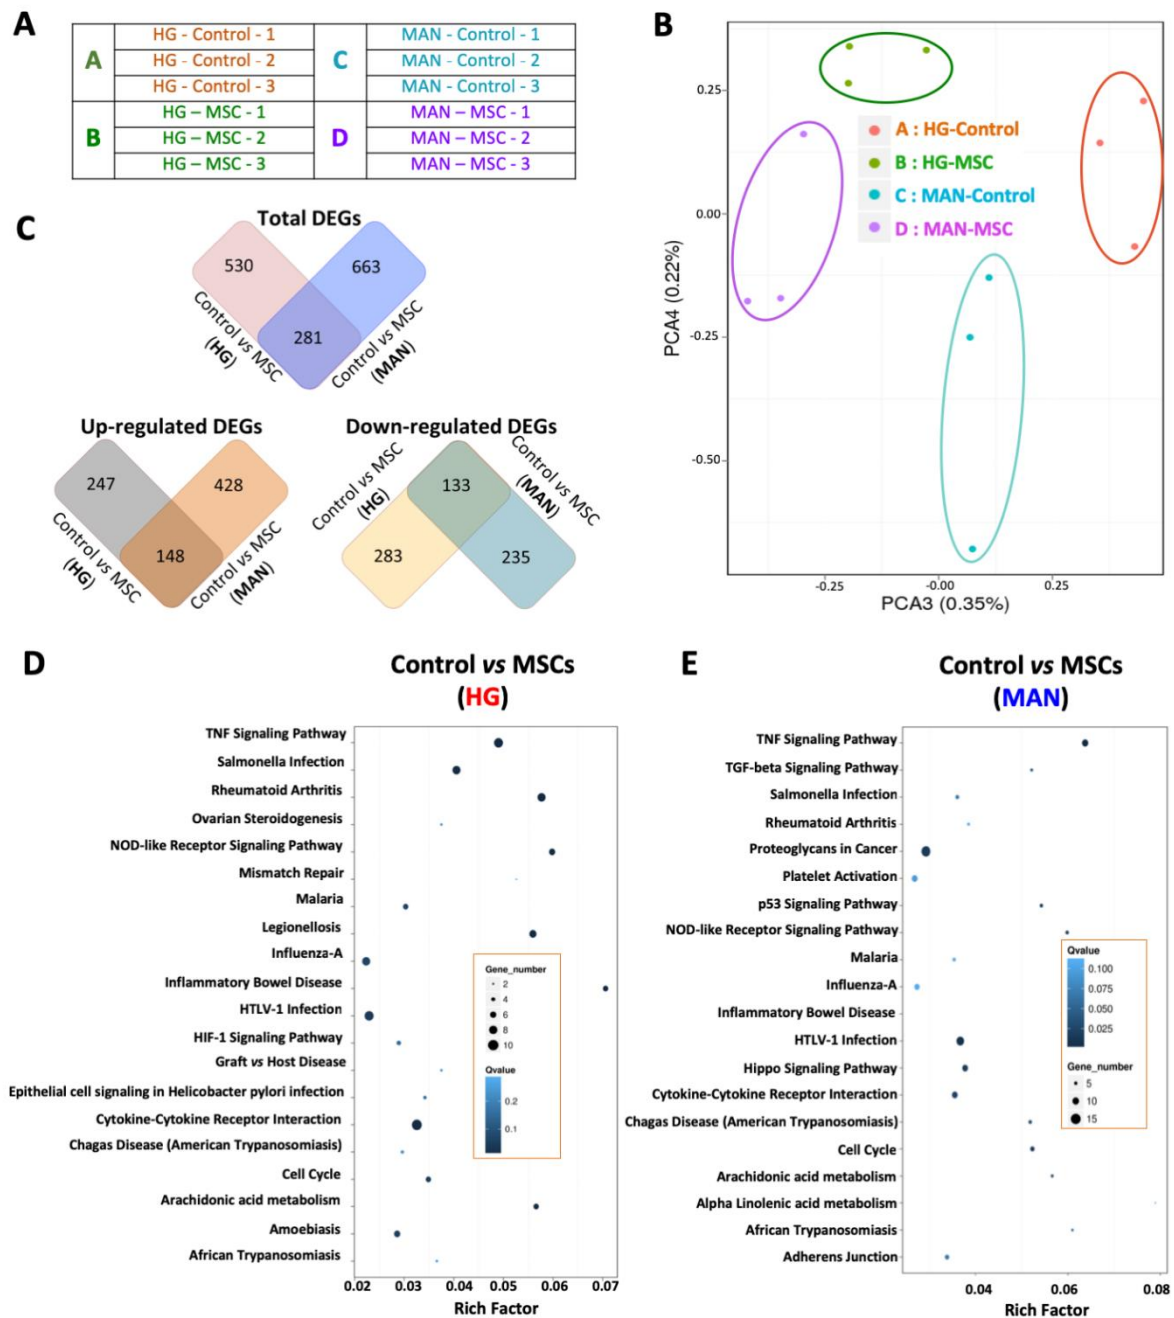 A
HG - Control - 1
HG - Control - 2
HG - Control - 3
C
MAN - Control - 1
MAN - Control - 2
MAN - Control - 3
B
HG – MSC - 1
HG – MSC - 2
HG – MSC - 3
D
MAN – MSC - 1
MAN – MSC - 2
MAN – MSC - 3
A
B
A : HG-Control
B : HG-MSC
C : MAN-Control
D : MAN-MSC
0.25
0.00
-0.25
-0.50
PCA4 (0.22%)
-0.25
-0.00
0.25
PCA3 (0.35%)
C
Total DEGs
530
663
281
Control vs MSC
(HG)
Control vs MSC
(MAN)
Up-regulated DEGs
247
428
148
Control vs MSC
(HG)
Control vs MSC
(MAN)
Down-regulated DEGs
Control vs MSC
(HG)
133
Control vs MSC
(MAN)
283
235
D
Control vs MSCs
(HG)
TNF Signaling Pathway
Salmonella Infection
Rheumatoid Arthritis
Ovarian Steroidogenesis
NOD-like Receptor Signaling Pathway
Mismatch Repair
Malaria
Legionellosis
Influenza-A
Inflammatory Bowel Disease
HTLV-1 Infection
HIF-1 Signaling Pathway
Graft vs Host Disease
Epithelial cell signaling in Helicobacter pylori infection
Cytokine-Cytokine Receptor Interaction
Chagas Disease (American Trypanosomiasis)
Cell Cycle
Arachidonic acid metabolism
Amoebiasis
African Trypanosomiasis
Gene_number
2
4
6
8
10
Qvalue
0.2
0.1
0.02
0.03
0.04
0.05
0.06
0.07
Rich Factor
E
Control vs MSCs
(MAN)
TNF Signaling Pathway
TGF-beta Signaling Pathway
Salmonella Infection
Rheumatoid Arthritis
Proteoglycans in Cancer
Platelet Activation
p53 Signaling Pathway
NOD-like Receptor Signaling Pathway
Malaria
Influenza-A
Inflammatory Bowel Disease
HTLV-1 Infection
Hippo Signaling Pathway
Cytokine-Cytokine Receptor Interaction
Chagas Disease (American Trypanosomiasis)
Cell Cycle
Arachidonic acid metabolism
Alpha Linolenic acid metabolism
African Trypanosomiasis
Adherens Junction
Qvalue
0.100
0.075
0.050
0.025
Gene_number
5
10
15
0.04
0.06
0.08
Rich Factor